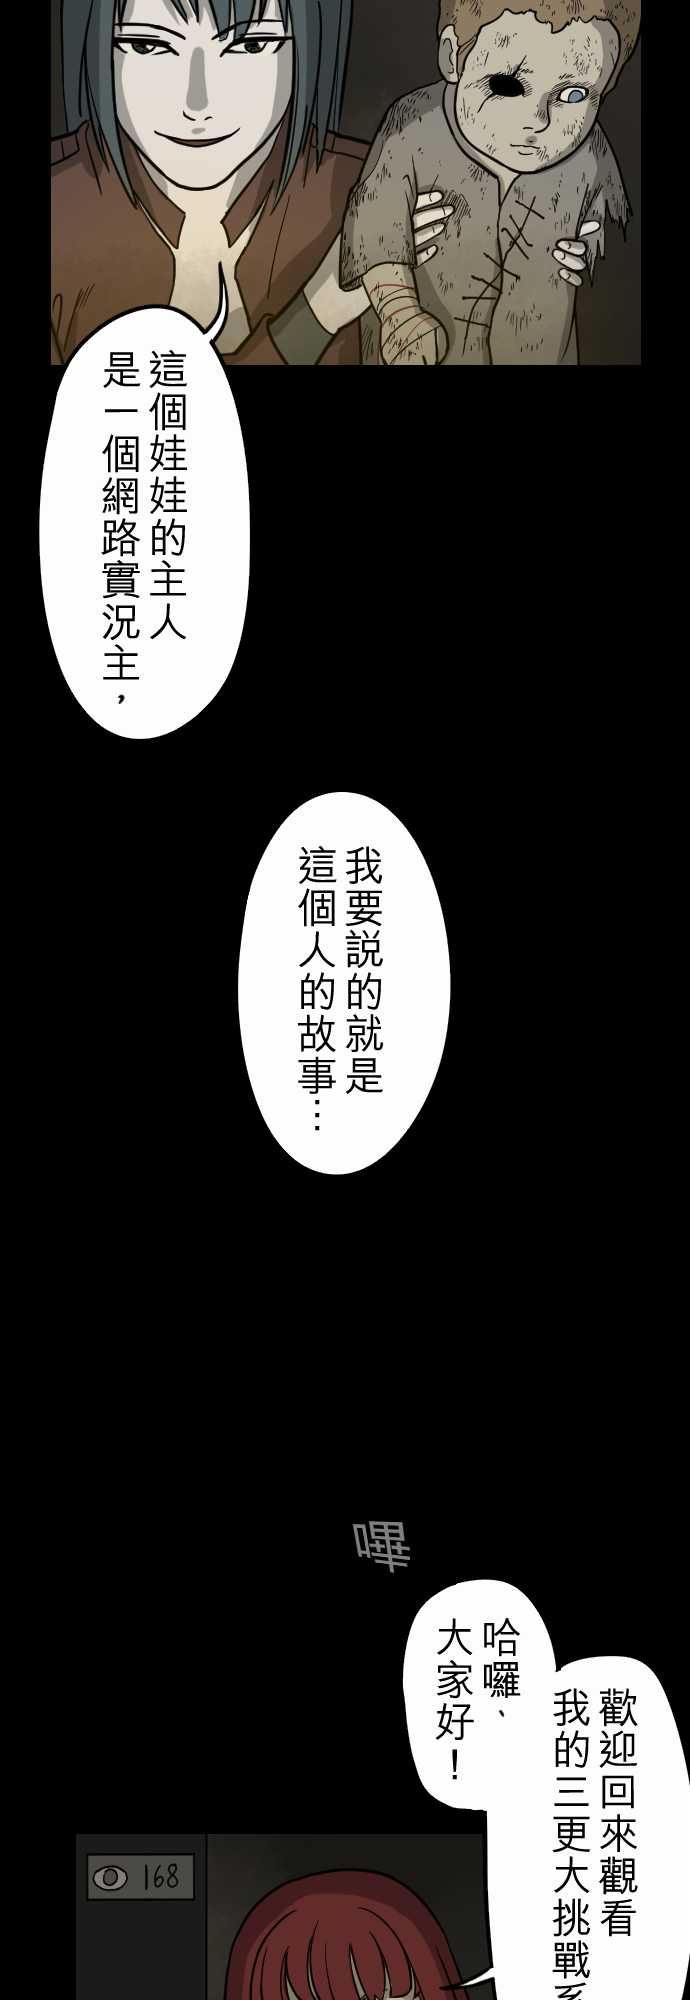 這個娃娃的主人
是一個網路實況主，
我要說的就是
這個人的故事…
嗶
哈囉、
大家好！
歡迎回來觀看
我的三更大挑戰系
168